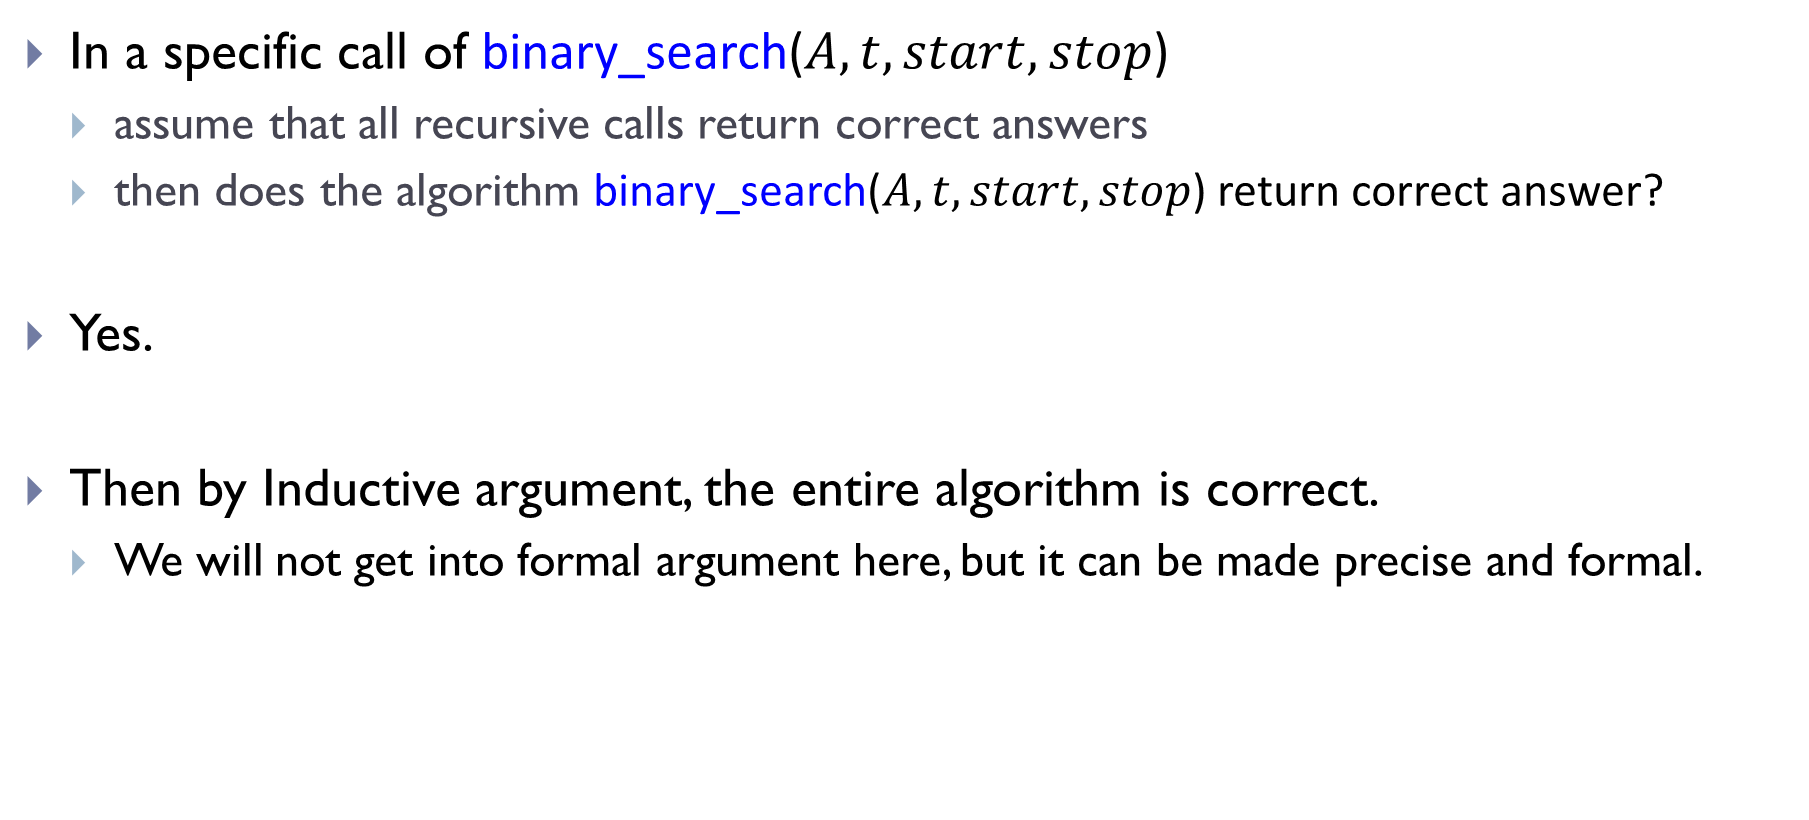 In a specific call of binary_search(A, t, start, stop)
assume that all recursive calls return correct answers
then does the algorithm binary_search(A, t, start, stop) return correct answer?
Yes.
Then by Inductive argument, the entire algorithm is correct.
We will not get into formal argument here, but it can be made precise and formal.